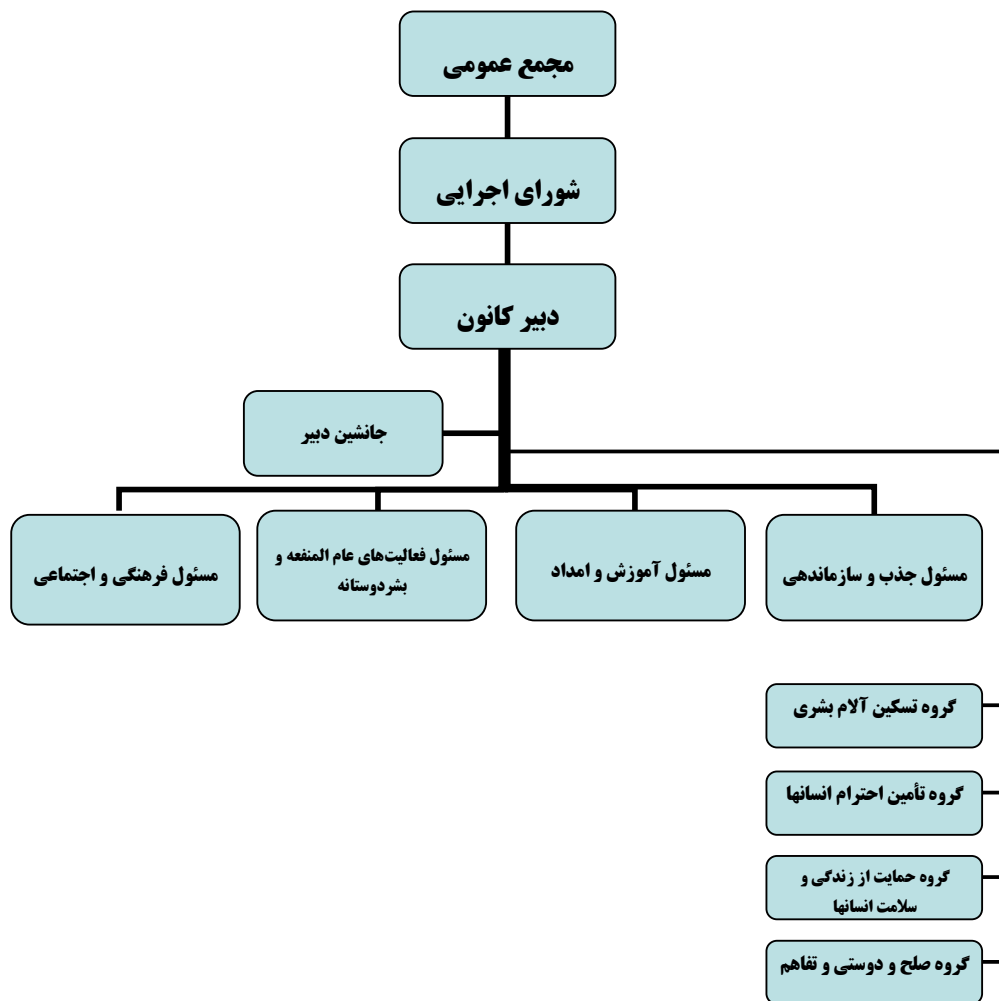 مجمع عمومی
شورای اجرایی
دبیر کانون
جانشین دبیر
مسئول جذب و سازماندهی
مسئول آموزش و امداد
مسئول فعالیت‌های عام المنفعه و
بشردوستانه
مسئول فرهنگی و اجتماعی
گروه تسکین آلام بشری
گروه تأمین احترام انسانها
گروه حمایت از زندگی و
سلامت انسانها
گروه صلح و دوستی و تفاهم